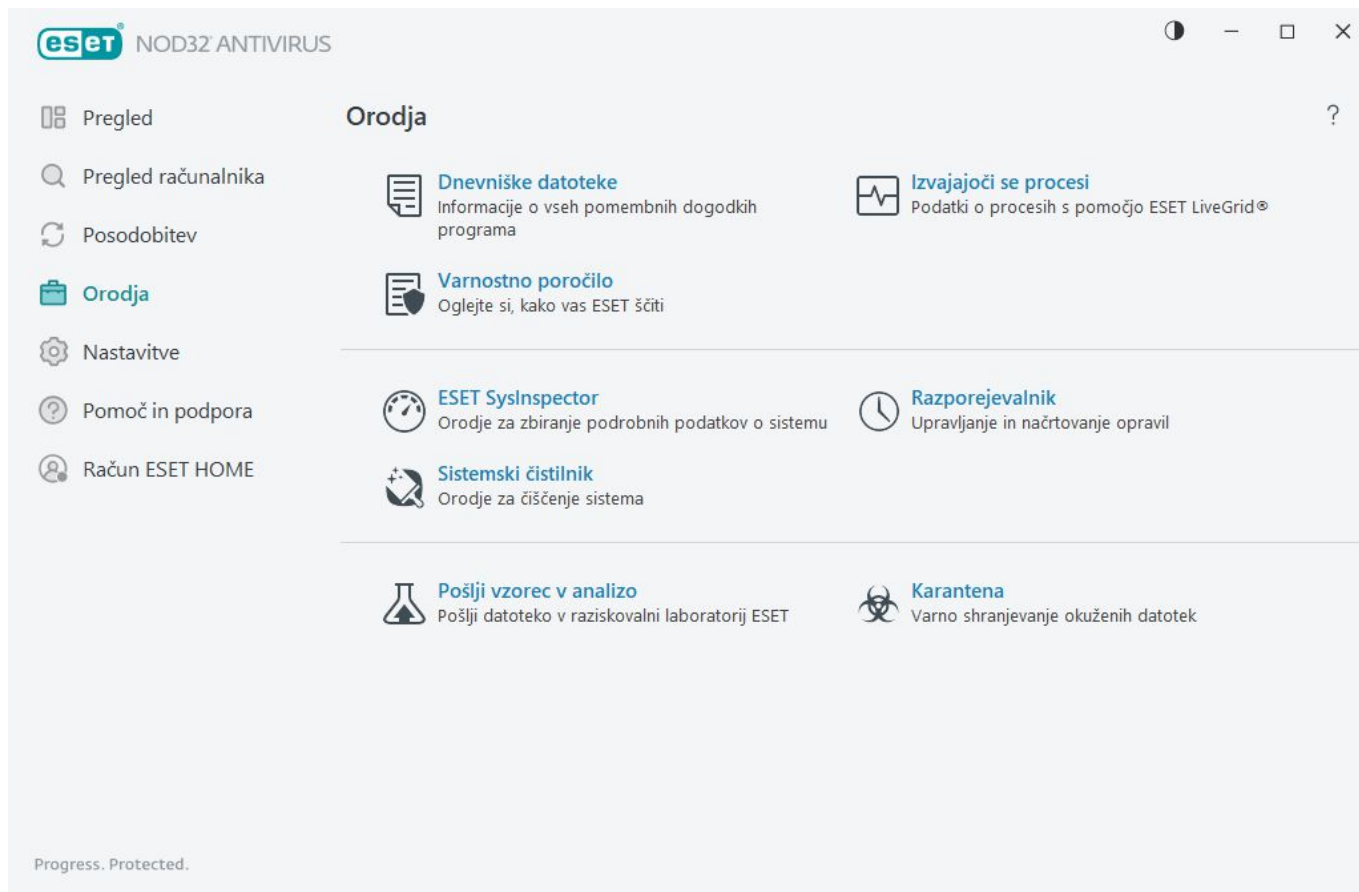 eset® NOD32® ANTIVIRUS
Pregled
Pregled računalnika
Posodobitev
Orodja
Nastavitve
Pomoč in podpora
Račun ESET HOME
Orodja
?
Dnevniške datoteke
Informacije o vseh pomembnih dogodkih
programa
Izvajajoči se procesi
Podatki o procesih s pomočjo ESET LiveGrid®
Varnostno poročilo
Oglejte si, kako vas ESET ščiti
ESET SysInspector
Orodje za zbiranje podrobnih podatkov o sistemu
Razporejevalnik
Upravljanje in načrtovanje opravil
Sistemski čistilnik
Orodje za čiščenje sistema
Pošlji vzorec v analizo
Pošlji datoteko v raziskovalni laboratorij ESET
Karantena
Varno shranjevanje okuženih datotek
Progress. Protected.